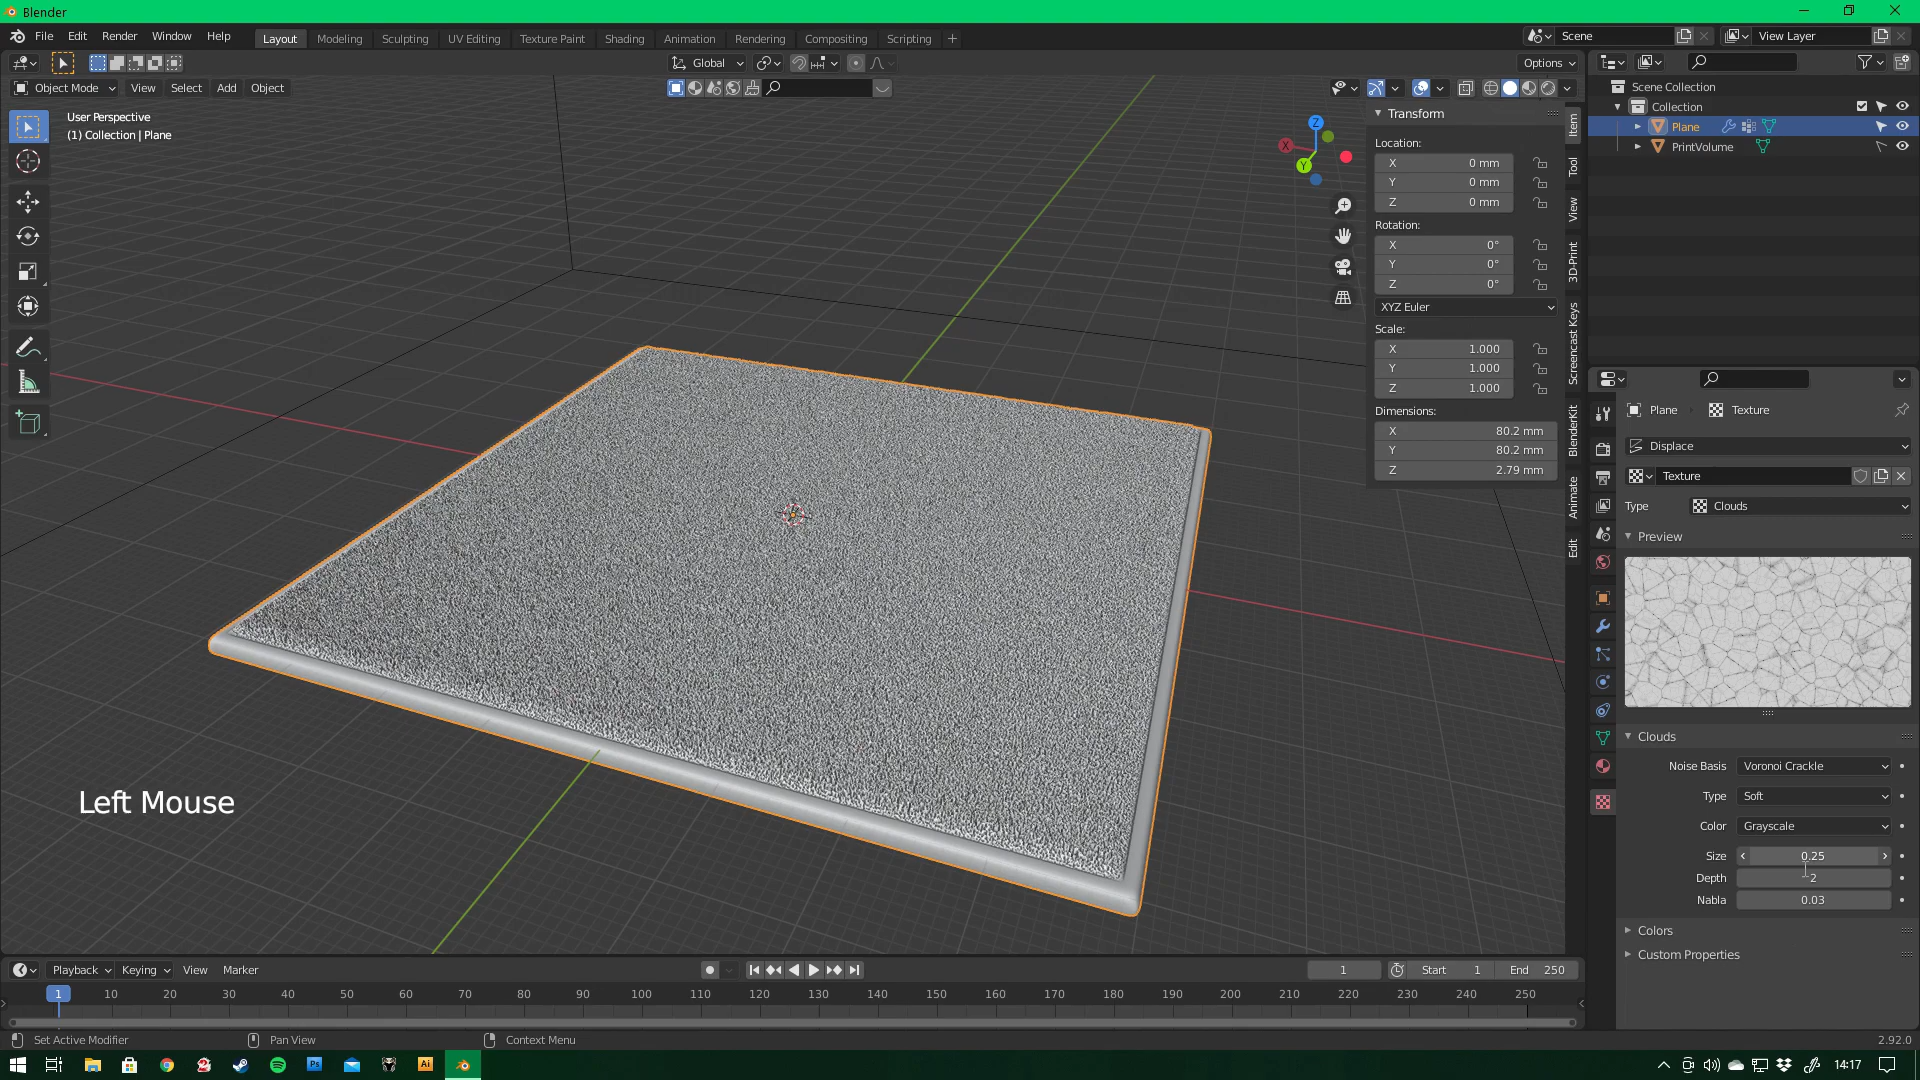 Blender
File Edit Render Window Help
Layout Modeling Sculpting UV Editing Texture Paint Shading Animation Rendering Compositing Scripting +
Scene
View Layer
Global
Options
Object Mode View Select Add Object
User Perspective
(1) Collection | Plane
Z
X
Y
Transform
Location:
X 0 mm
Y 0 mm
Z 0 mm
Rotation:
X 0°
Y 0°
Z 0°
XYZ Euler
Scale:
X 1.000
Y 1.000
Z 1.000
Dimensions:
X 80.2 mm
Y 80.2 mm
Z 2.79 mm
Item
Tool
View
3D-Print
Screencast Keys
BlenderKit
Animate
Edit
Scene Collection
Collection
Plane
PrintVolume
Plane Texture
Displace
Texture
Type Clouds
Preview
Clouds
Noise Basis Voronoi Crackle
Type Soft
Color Grayscale
Size 0.25
Depth 2
Nabla 0.03
Colors
Custom Properties
Left Mouse
Playback Keying View Marker
1
Start 1
End 250
1 10 20 30 40 50 60 70 80 90 100 110 120 130 140 150 160 170 180 190 200 210 220 230 240 250
Set Active Modifier
Pan View
Context Menu
2.92.0
Ps
Ai
14:17